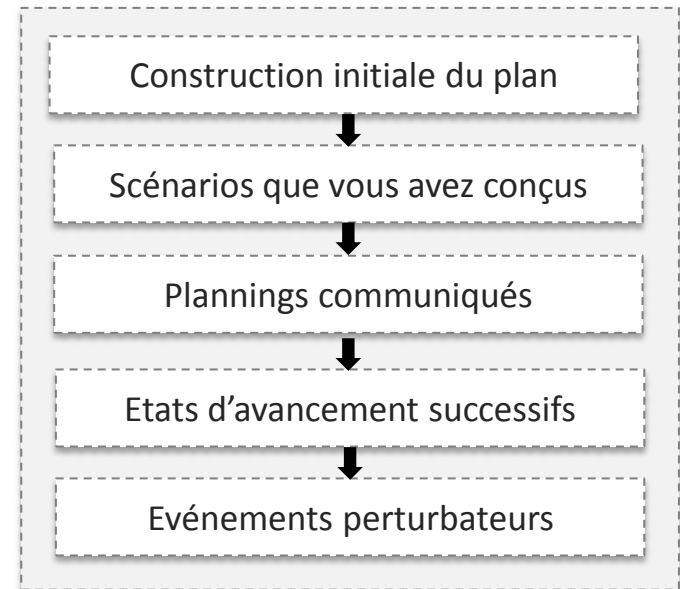 Construction initiale du plan
Scénarios que vous avez conçus
Plannings communiqués
Etats d’avancement successifs
Evénements perturbateurs